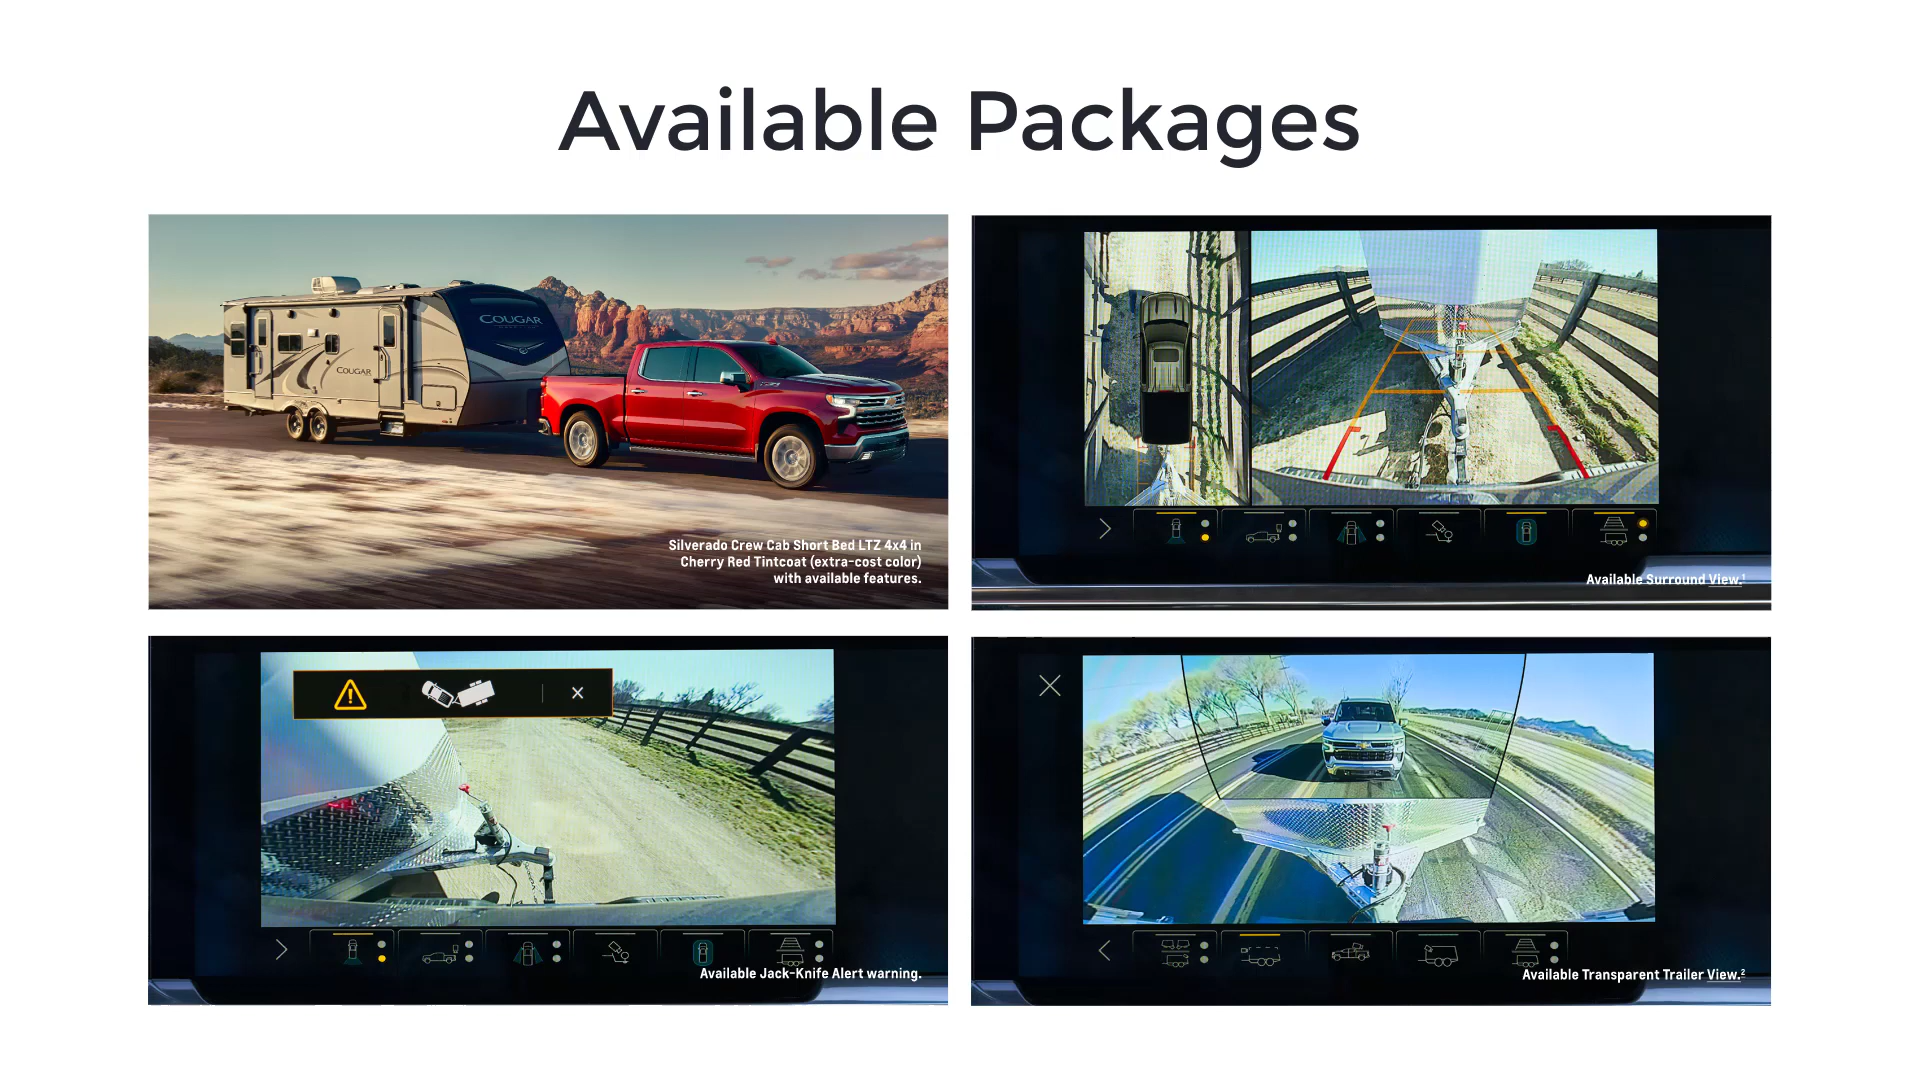 Available Packages
COUGAR
COUGAR
Silverado Crew Cab Short Bed LTZ 4x4 in
Cherry Red Tintcoat (extra-cost color)
with available features.
Available Surround View.¹
Available Jack-Knife Alert warning.
Available Transparent Trailer View.²